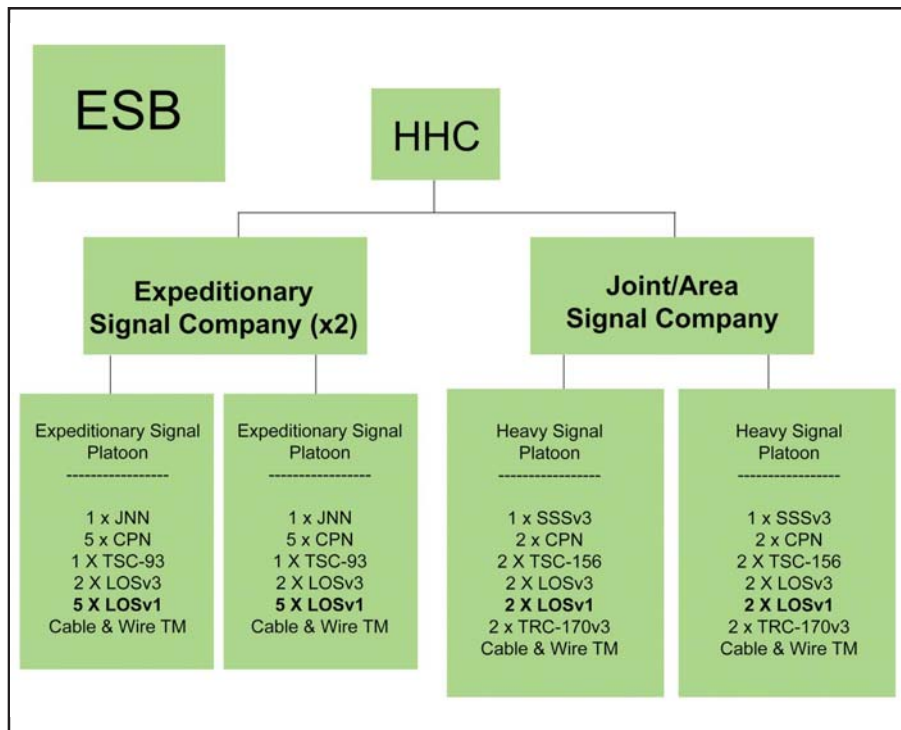 ESB
HHC
Expeditionary
Signal Company (x2)
Joint/Area
Signal Company
Expeditionary Signal
Platoon
-----------------
1 x JNN
5 x CPN
1 X TSC-93
2 X LOSv3
5 X LOSv1
Cable & Wire TM
Expeditionary Signal
Platoon
-----------------
1 x JNN
5 x CPN
1 X TSC-93
2 X LOSv3
5 X LOSv1
Cable & Wire TM
Heavy Signal
Platoon
-----------------
1 x SSSv3
2 x CPN
2 X TSC-156
2 X LOSv3
2 X LOSv1
2 x TRC-170v3
Cable & Wire TM
Heavy Signal
Platoon
-----------------
1 x SSSv3
2 x CPN
2 X TSC-156
2 X LOSv3
2 X LOSv1
2 x TRC-170v3
Cable & Wire TM